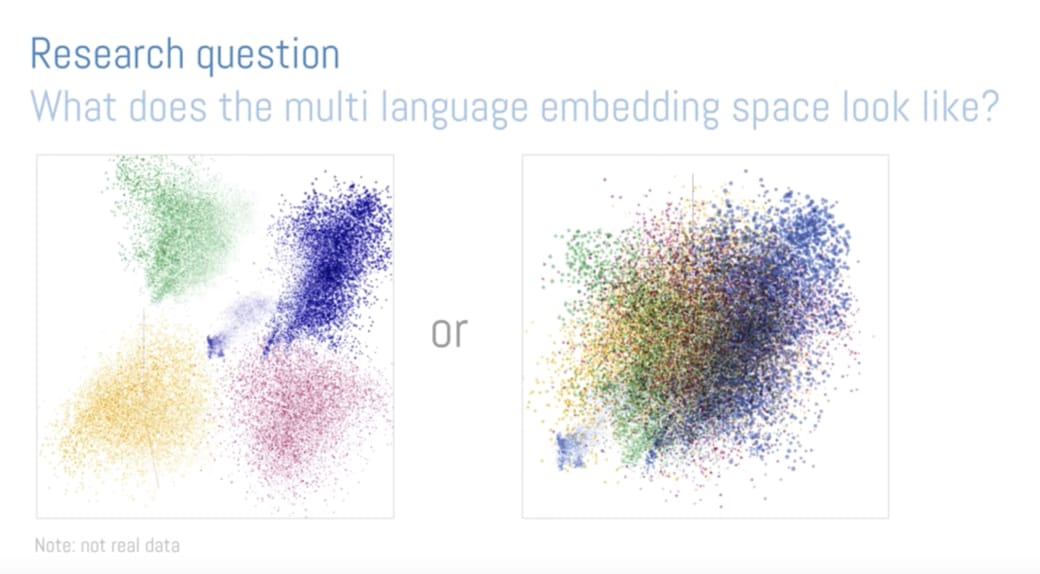 Research question
What does the multi language embedding space look like?
or
Note: not real data